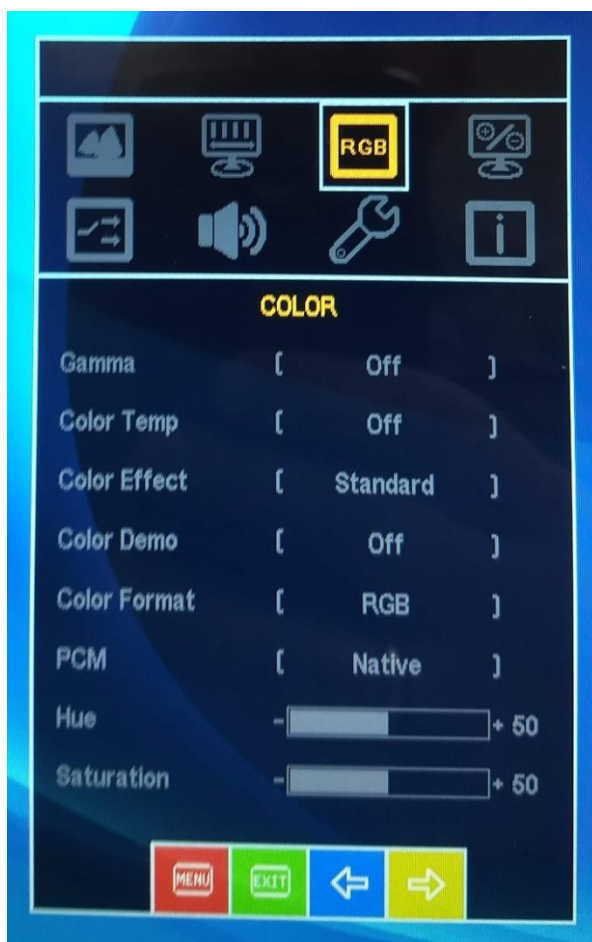 RGB
COLOR
Gamma [ Off ]
Color Temp [ Off ]
Color Effect [ Standard ]
Color Demo [ Off ]
Color Format [ RGB ]
PCM [ Native ]
Hue - + 50
Saturation - + 50
MENU EXIT